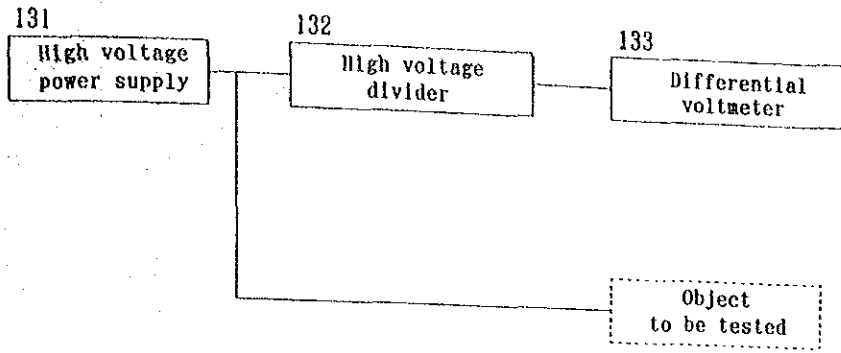 131
High voltage
power supply
132
High voltage
divider
133
Differential
voltmeter
Object
to be tested